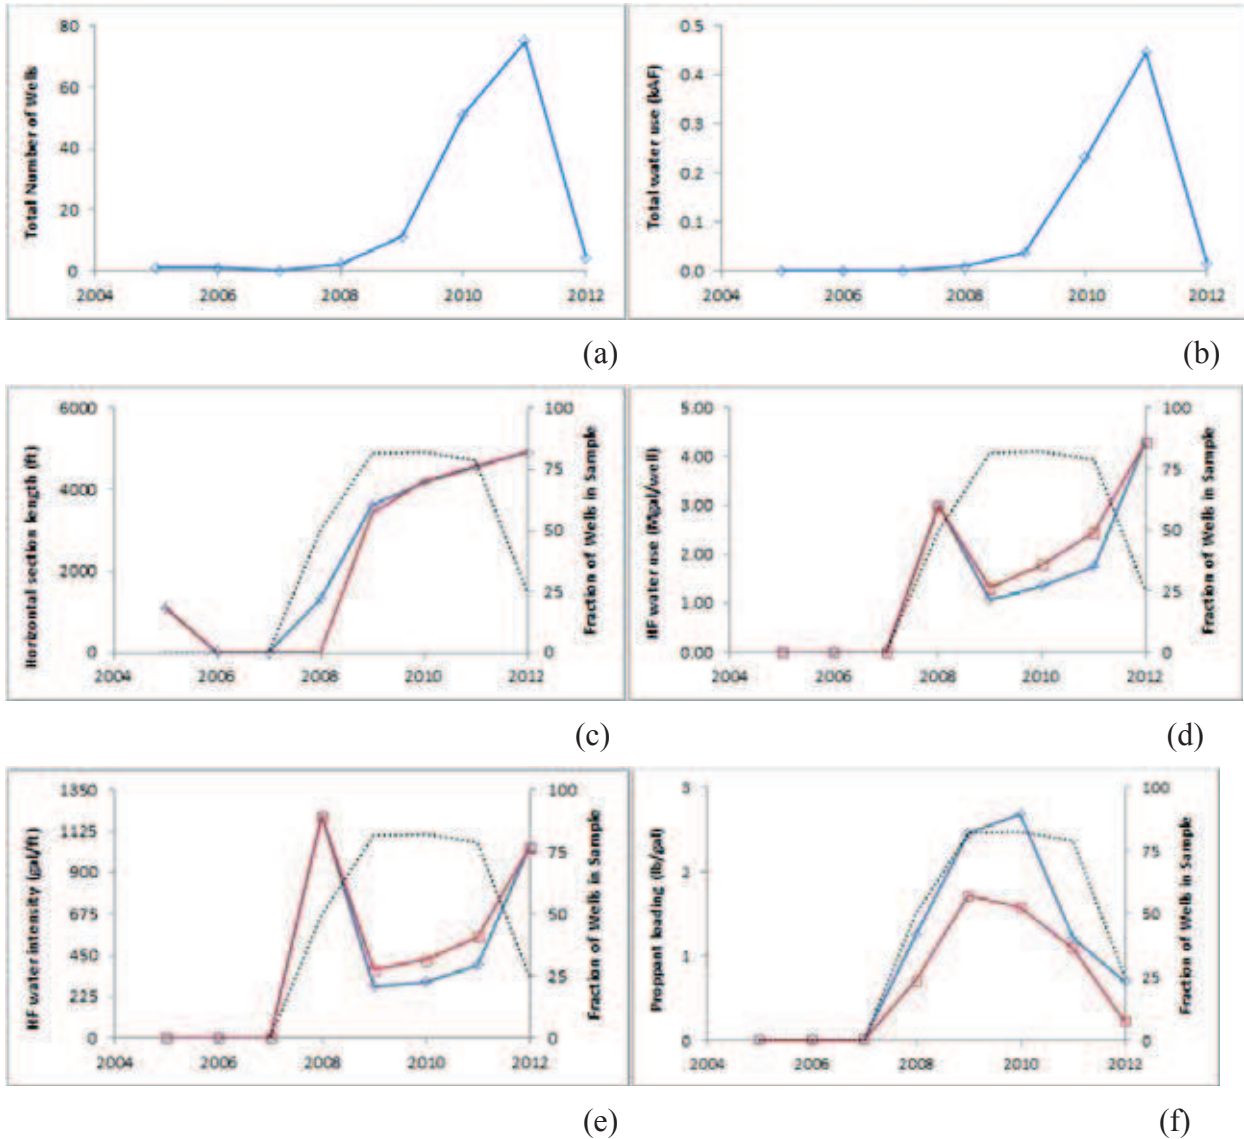 80
60
40
20
0
Total Number of Wells
2004 2006 2008 2010 2012
(a)
0.5
0.4
0.3
0.2
0.1
0.0
Total water use (kAF)
2004 2006 2008 2010 2012
(b)
6000
4000
2000
0
Horizontal section length (ft)
100
75
50
25
0
Fraction of Wells in Sample
2004 2006 2008 2010 2012
(c)
5.00
4.00
3.00
2.00
1.00
0.00
HF water use (Mgal/well)
100
75
50
25
0
Fraction of Wells in Sample
2004 2006 2008 2010 2012
(d)
1350
1125
900
675
450
225
0
HF water intensity (gal/ft)
100
75
50
25
0
Fraction of Wells in Sample
2004 2006 2008 2010 2012
(e)
3
2
1
0
Proppant loading (lb/gal)
100
75
50
25
0
Fraction of Wells in Sample
2004 2006 2008 2010 2012
(f)